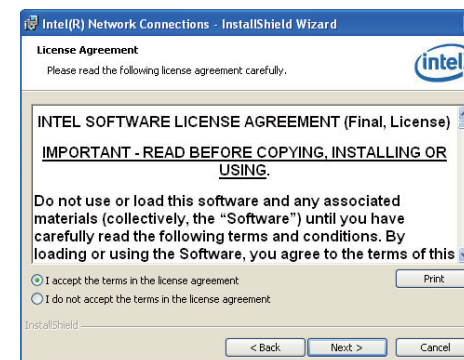 Intel(R) Network Connections - InstallShield Wizard
License Agreement
Please read the following license agreement carefully.
intel
INTEL SOFTWARE LICENSE AGREEMENT (Final, License)
IMPORTANT - READ BEFORE COPYING, INSTALLING OR
USING.
Do not use or load this software and any associated
materials (collectively, the “Software”) until you have
carefully read the following terms and conditions. By
loading or using the Software, you agree to the terms of this
I accept the terms in the license agreement
Print
I do not accept the terms in the license agreement
InstallShield
< Back
Next >
Cancel